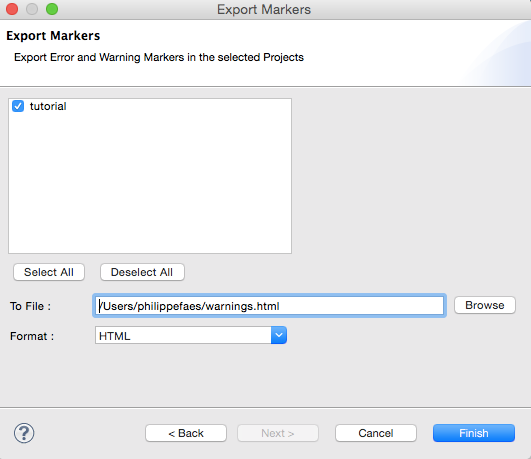 Export Markers
Export Markers
Export Error and Warning Markers in the selected Projects
tutorial
Select All
Deselect All
To File :
/Users/philippefaes/warnings.html
Browse
Format :
HTML
?
< Back
Next >
Cancel
Finish